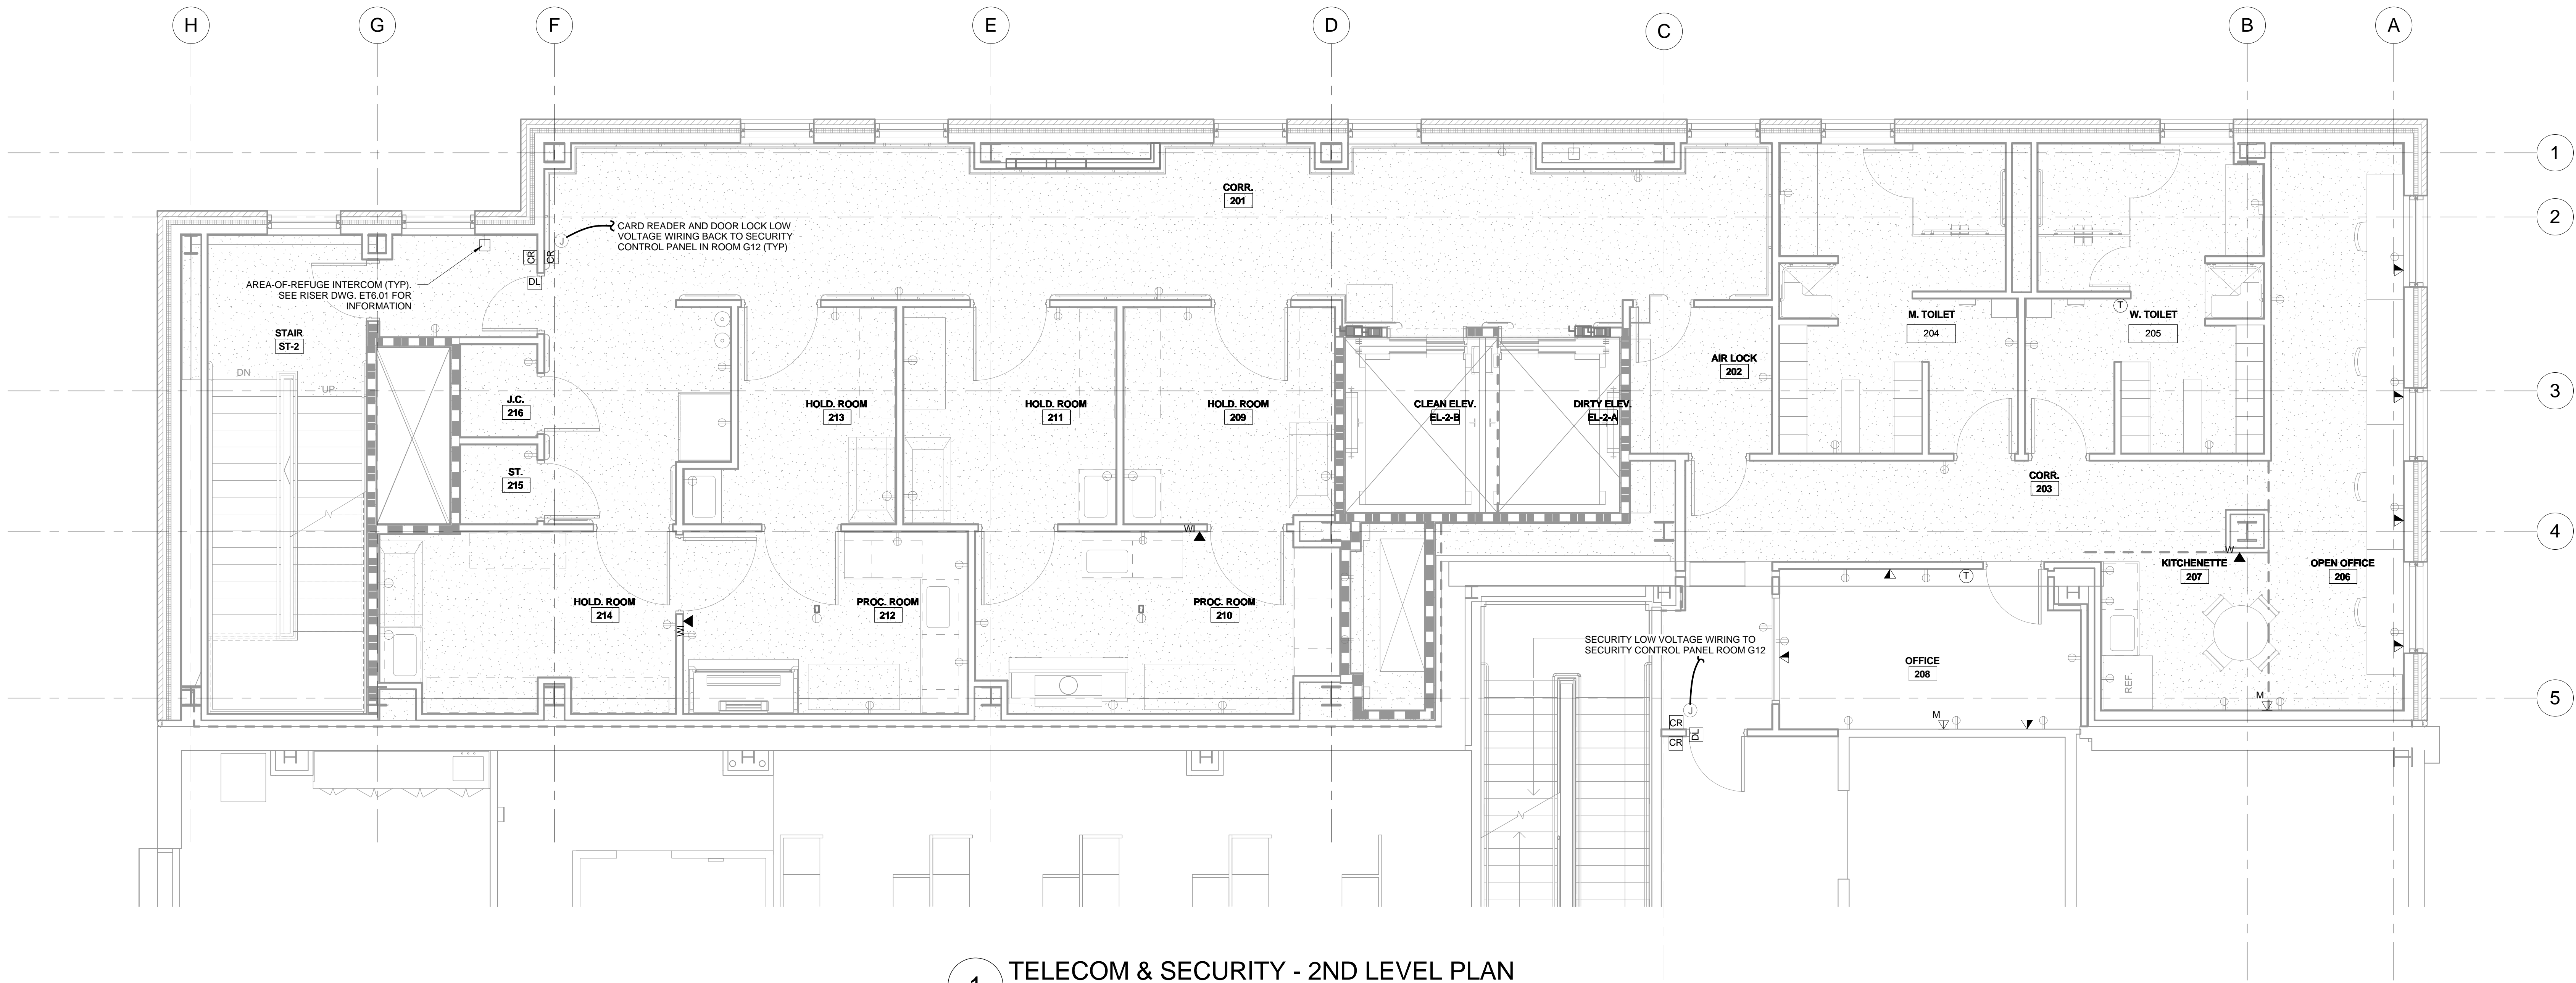 H
G
F
E
D
C
B
A
1
2
3
4
5
CORR.
201
CARD READER AND DOOR LOCK LOW
VOLTAGE WIRING BACK TO SECURITY
CONTROL PANEL IN ROOM G12 (TYP)
J
CR
CR
DL
AREA-OF-REFUGE INTERCOM (TYP).
SEE RISER DWG. ET6.01 FOR
INFORMATION
STAIR
ST-2
DN
UP
J.C.
216
ST.
215
HOLD. ROOM
213
HOLD. ROOM
211
HOLD. ROOM
209
CLEAN ELEV.
EL-2-B
DIRTY ELEV.
EL-2-A
AIR LOCK
202
M. TOILET
204
W. TOILET
205
T
CORR.
203
HOLD. ROOM
214
WI
PROC. ROOM
212
WI
PROC. ROOM
210
T
W
KITCHENETTE
207
OPEN OFFICE
206
REF.
M
SECURITY LOW VOLTAGE WIRING TO
SECURITY CONTROL PANEL ROOM G12
J
CR
CR
DL
OFFICE
208
M
1
TELECOM & SECURITY - 2ND LEVEL PLAN